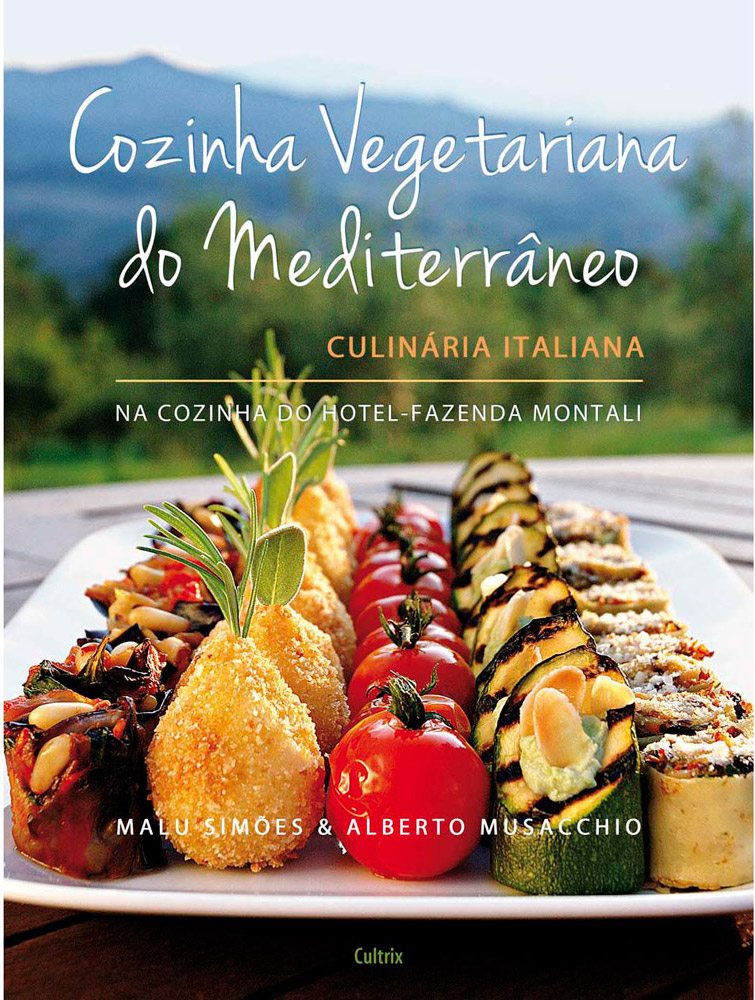 Cozinha Vegetariana
do Mediterrâneo
CULINÁRIA ITALIANA
NA COZINHA DO HOTEL-FAZENDA MONTALI
MALU SIMÕES & ALBERTO MUSACCHIO
Cultrix